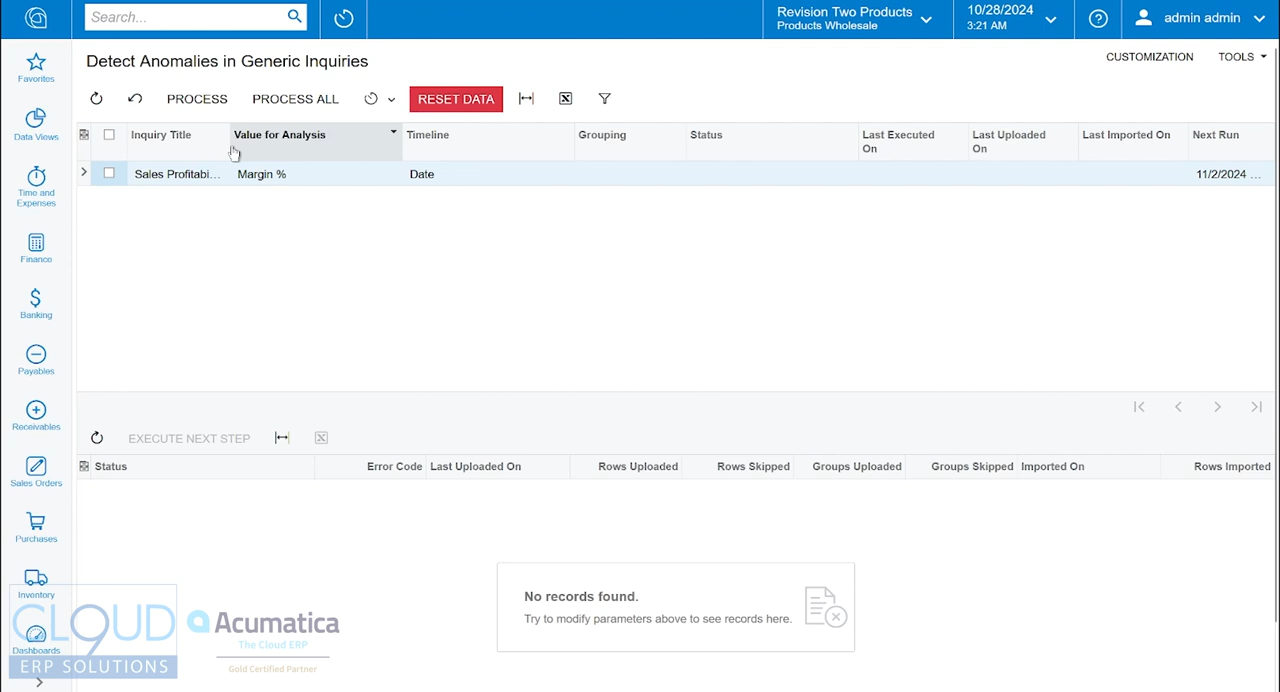 Search...
Revision Two Products
Products Wholesale
10/28/2024
3:21 AM
admin admin
Favorites
Data Views
Time and
Expenses
Finance
Banking
Payables
Receivables
Sales Orders
Purchases
Inventory
Dashboards
Detect Anomalies in Generic Inquiries
CUSTOMIZATION TOOLS
PROCESS PROCESS ALL RESET DATA
Inquiry Title Value for Analysis Timeline Grouping Status Last Executed On Last Uploaded On Last Imported On Next Run
Sales Profitabi... Margin % Date 11/2/2024 ...
EXECUTE NEXT STEP
Status Error Code Last Uploaded On Rows Uploaded Rows Skipped Groups Uploaded Groups Skipped Imported On Rows Imported
No records found.
Try to modify parameters above to see records here.
CLOUD9
ERP SOLUTIONS
Acumatica
The Cloud ERP
Gold Certified Partner